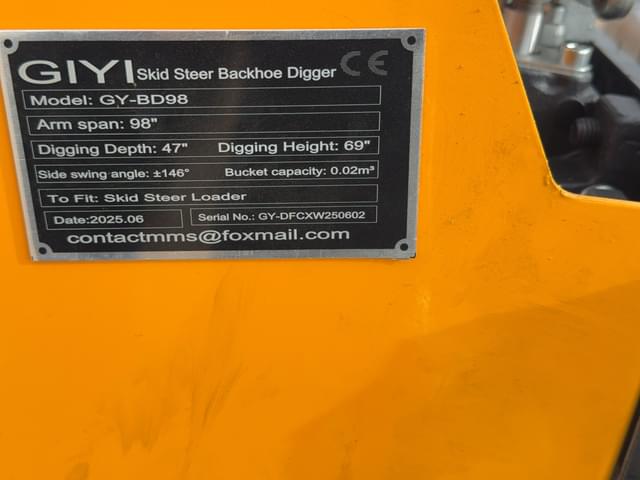 GIYI Skid Steer Backhoe Digger CE
Model: GY-BD98
Arm span: 98"
Digging Depth: 47" Digging Height: 69"
Side swing angle: ±146° Bucket capacity: 0.02m³
To Fit: Skid Steer Loader
Date:2025.06 Serial No.: GY-DFCXW250602
contactmms@foxmail.com